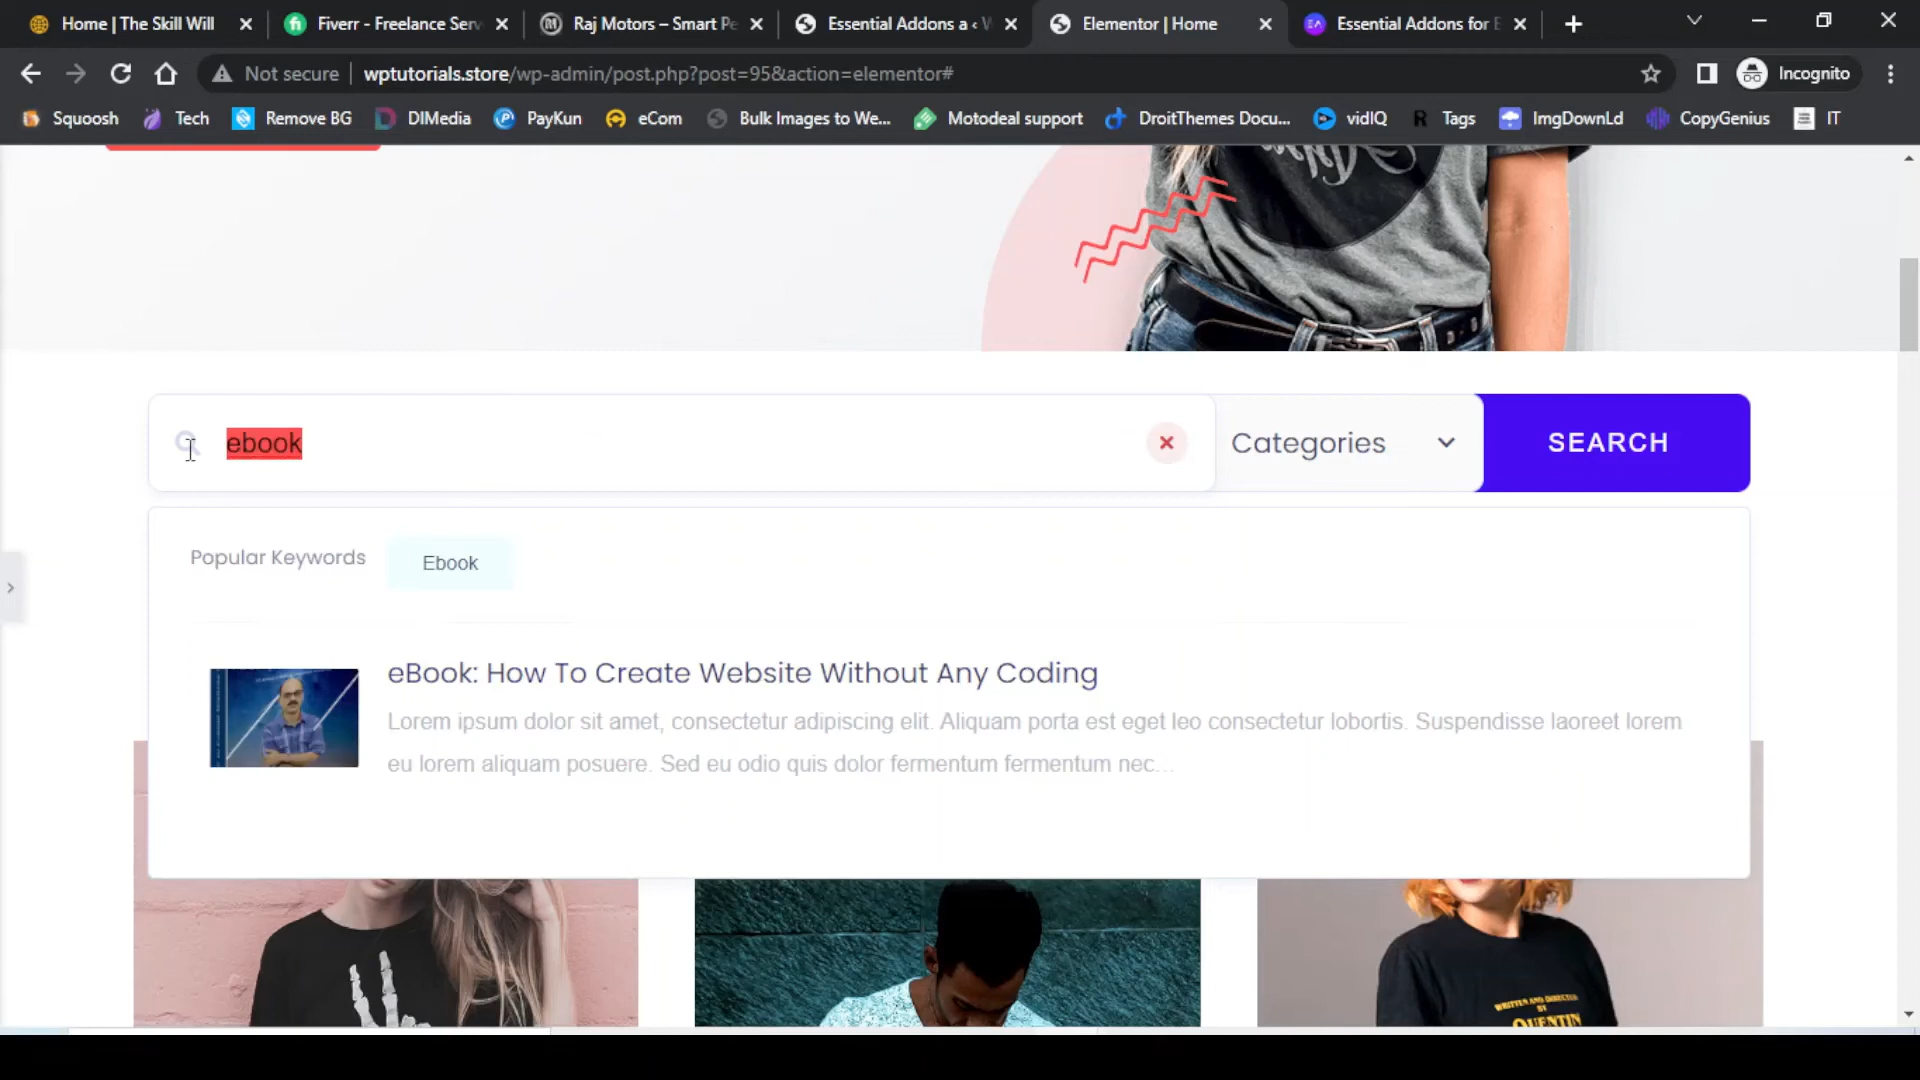 Home | The Skill Will
Fiverr - Freelance Serv
Raj Motors – Smart Pe
Essential Addons a ‹ W
Elementor | Home
Essential Addons for E
Not secure
wptutorials.store/wp-admin/post.php?post=95&action=elementor#
Incognito
Squoosh
Tech
Remove BG
DIMedia
PayKun
eCom
Bulk Images to We...
Motodeal support
DroitThemes Docu...
vidIQ
Tags
ImgDownLd
CopyGenius
IT
ebook
Categories
SEARCH
Popular Keywords
Ebook
eBook: How To Create Website Without Any Coding
Lorem ipsum dolor sit amet, consectetur adipiscing elit. Aliquam porta est eget leo consectetur lobortis. Suspendisse laoreet lorem
eu lorem aliquam posuere. Sed eu odio quis dolor fermentum fermentum nec...
WRITTEN AND DIRECTED
BY
QUENTIN